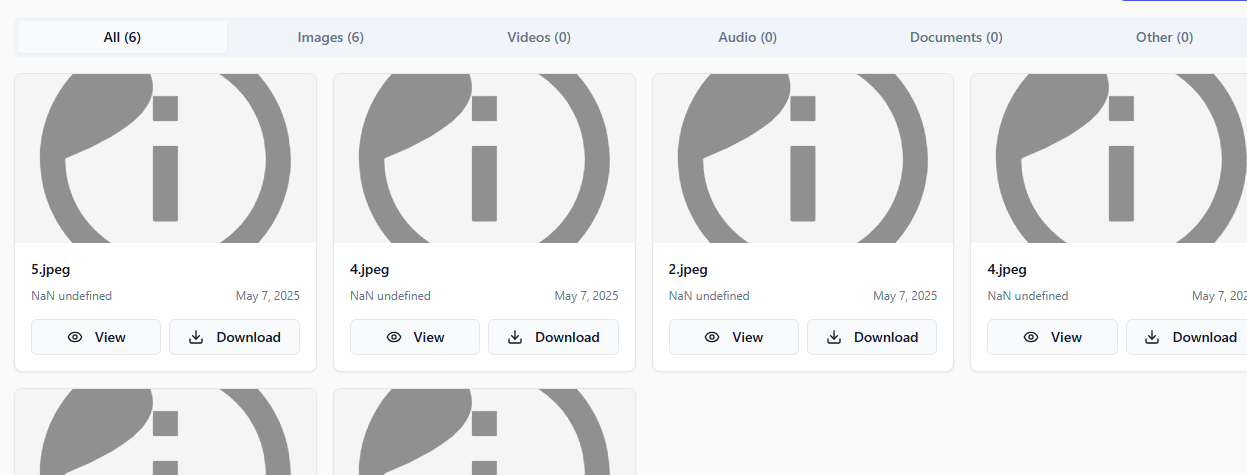 All (6) Images (6) Videos (0) Audio (0) Documents (0) Other (0)
5.jpeg 4.jpeg 2.jpeg 4.jpeg
NaN undefined May 7, 2025 NaN undefined May 7, 2025 NaN undefined May 7, 2025 NaN undefined May 7, 202
View Download View Download View Download View Download